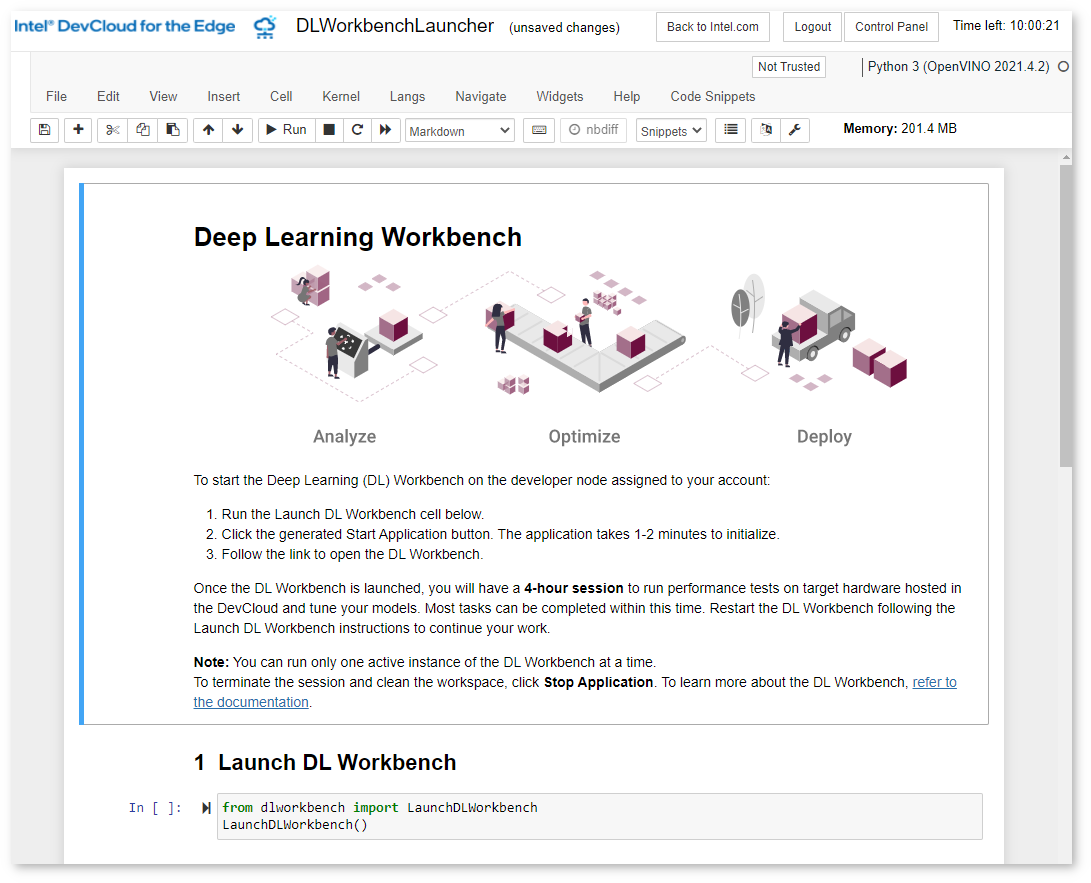 Intel® DevCloud for the Edge DLWorkbenchLauncher (unsaved changes) Back to Intel.com Logout Control Panel Time left: 10:00:21
Not Trusted Python 3 (OpenVINO 2021.4.2)
File Edit View Insert Cell Kernel Langs Navigate Widgets Help Code Snippets
Run Markdown nbdiff Snippets Memory: 201.4 MB
Deep Learning Workbench
Analyze Optimize Deploy
To start the Deep Learning (DL) Workbench on the developer node assigned to your account:
1. Run the Launch DL Workbench cell below.
2. Click the generated Start Application button. The application takes 1-2 minutes to initialize.
3. Follow the link to open the DL Workbench.
Once the DL Workbench is launched, you will have a 4-hour session to run performance tests on target hardware hosted in
the DevCloud and tune your models. Most tasks can be completed within this time. Restart the DL Workbench following the
Launch DL Workbench instructions to continue your work.
Note: You can run only one active instance of the DL Workbench at a time.
To terminate the session and clean the workspace, click Stop Application. To learn more about the DL Workbench, refer to
the documentation.
1 Launch DL Workbench
In [ ]: from dlworkbench import LaunchDLWorkbench
LaunchDLWorkbench()